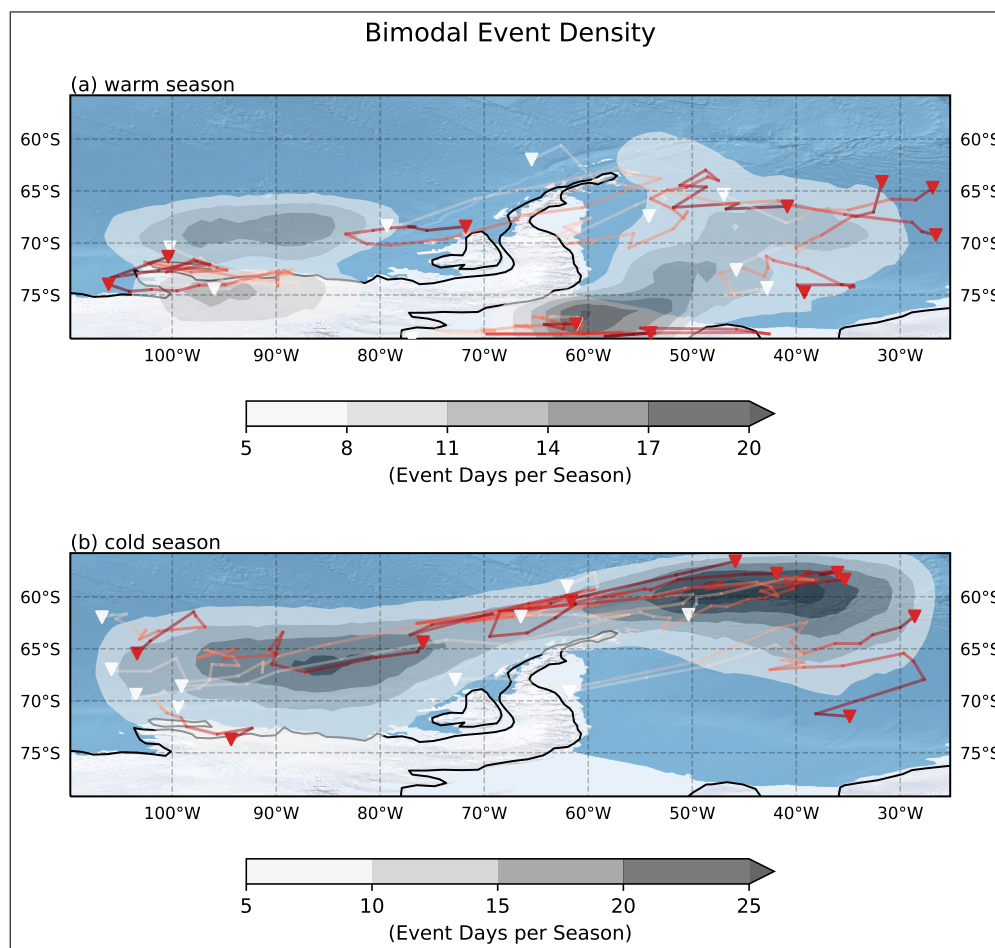 Bimodal Event Density
(a) warm season
60°S 60°S
65°S 65°S
70°S 70°S
75°S 75°S
100°W 90°W 80°W 70°W 60°W 50°W 40°W 30°W
5 8 11 14 17 20
(Event Days per Season)
(b) cold season
60°S 60°S
65°S 65°S
70°S 70°S
75°S 75°S
100°W 90°W 80°W 70°W 60°W 50°W 40°W 30°W
5 10 15 20 25
(Event Days per Season)